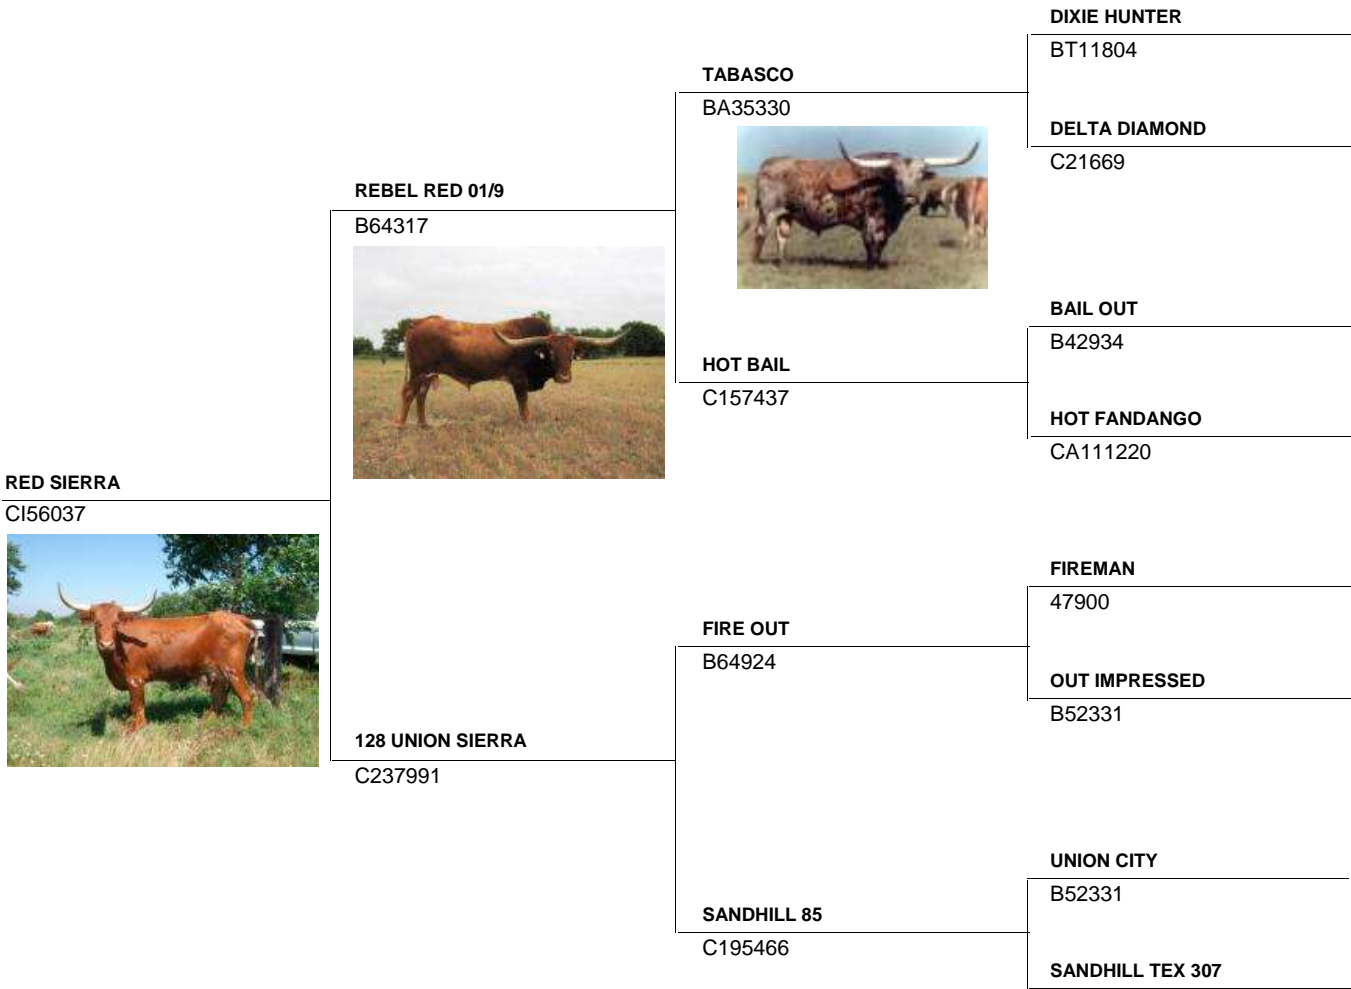 DIXIE HUNTER
BT11804
TABASCO
BA35330
DELTA DIAMOND
C21669
REBEL RED 01/9
B64317
BAIL OUT
B42934
HOT BAIL
C157437
HOT FANDANGO
CA111220
RED SIERRA
CI56037
FIREMAN
47900
FIRE OUT
B64924
OUT IMPRESSED
B52331
128 UNION SIERRA
C237991
UNION CITY
B52331
SANDHILL 85
C195466
SANDHILL TEX 307